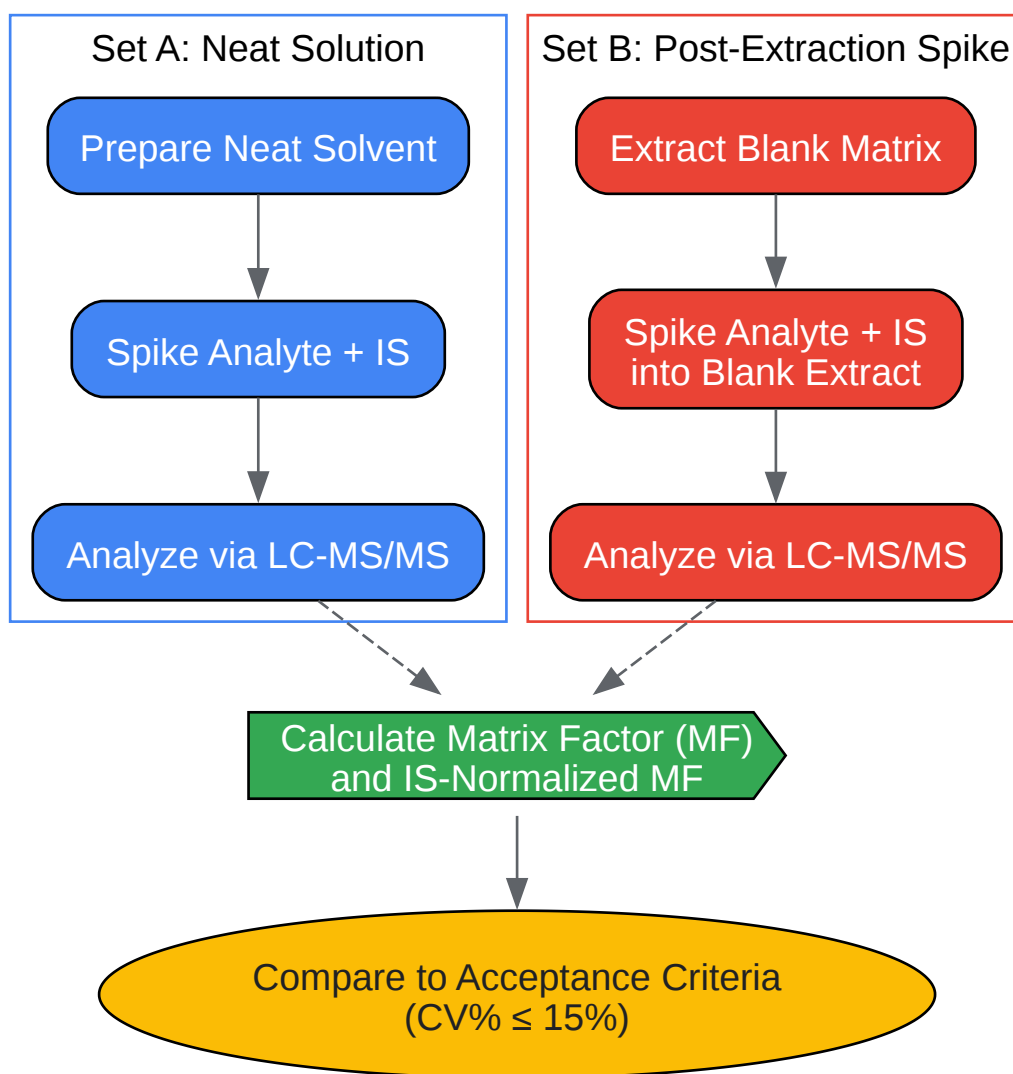 Set A: Neat Solution
Prepare Neat Solvent
Spike Analyte + IS
Analyze via LC-MS/MS
Set B: Post-Extraction Spike
Extract Blank Matrix
Spike Analyte + IS
into Blank Extract
Analyze via LC-MS/MS
Calculate Matrix Factor (MF)
and IS-Normalized MF
Compare to Acceptance Criteria
(CV% ≤ 15%)